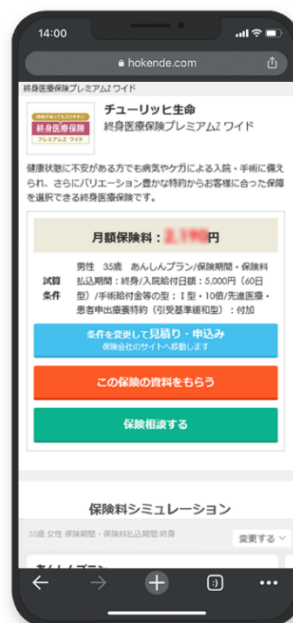 14:00
hokende.com
終身医療保険プレミアムZ ワイド
終身医療保険
プレミアムZ ワイド
チューリッヒ生命
終身医療保険プレミアムZ ワイド
健康状態に不安がある方でも病気やケガによる入院・手術に備え
られ、さらにバリエーション豊かな特約からお客様に合った保障
を選択できる終身医療保険です。
月額保険料：
円
試算
条件
男性 35歳 あんしんプラン/保険期間・保険料
払込期間：終身/入院給付日額：5,000円（60日
型）/手術給付金等の型：Ⅰ型・10倍/先進医療・
患者申出療養特約（引受基準緩和型）：付加
条件を変更して見積り・申込み
保険会社のサイトへ移動します
この保険の資料をもらう
保険相談する
保険料シミュレーション
35歳 女性 保険期間・保険料払込期間:終身
変更する
あんしんプラン